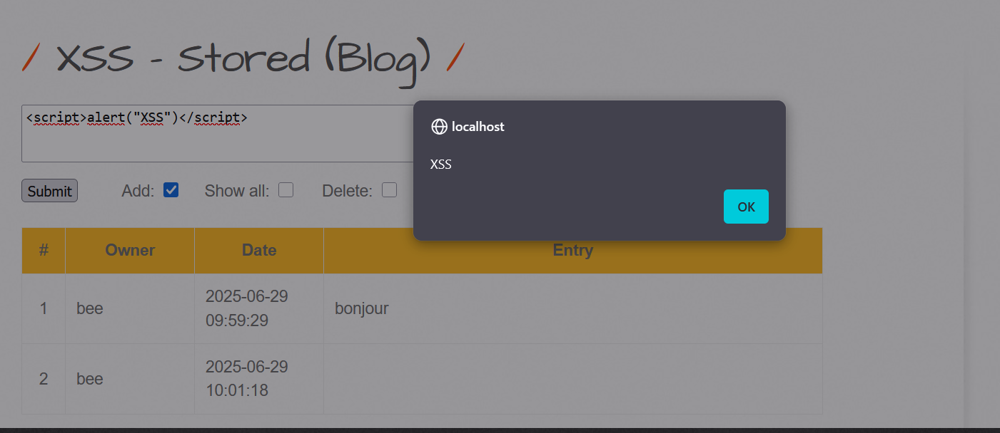 / XSS - Stored (Blog) /
<script>alert("XSS")</script>
localhost
XSS
OK
Submit Add: Show all: Delete:
# Owner Date Entry
1 bee 2025-06-29 09:59:29 bonjour
2 bee 2025-06-29 10:01:18